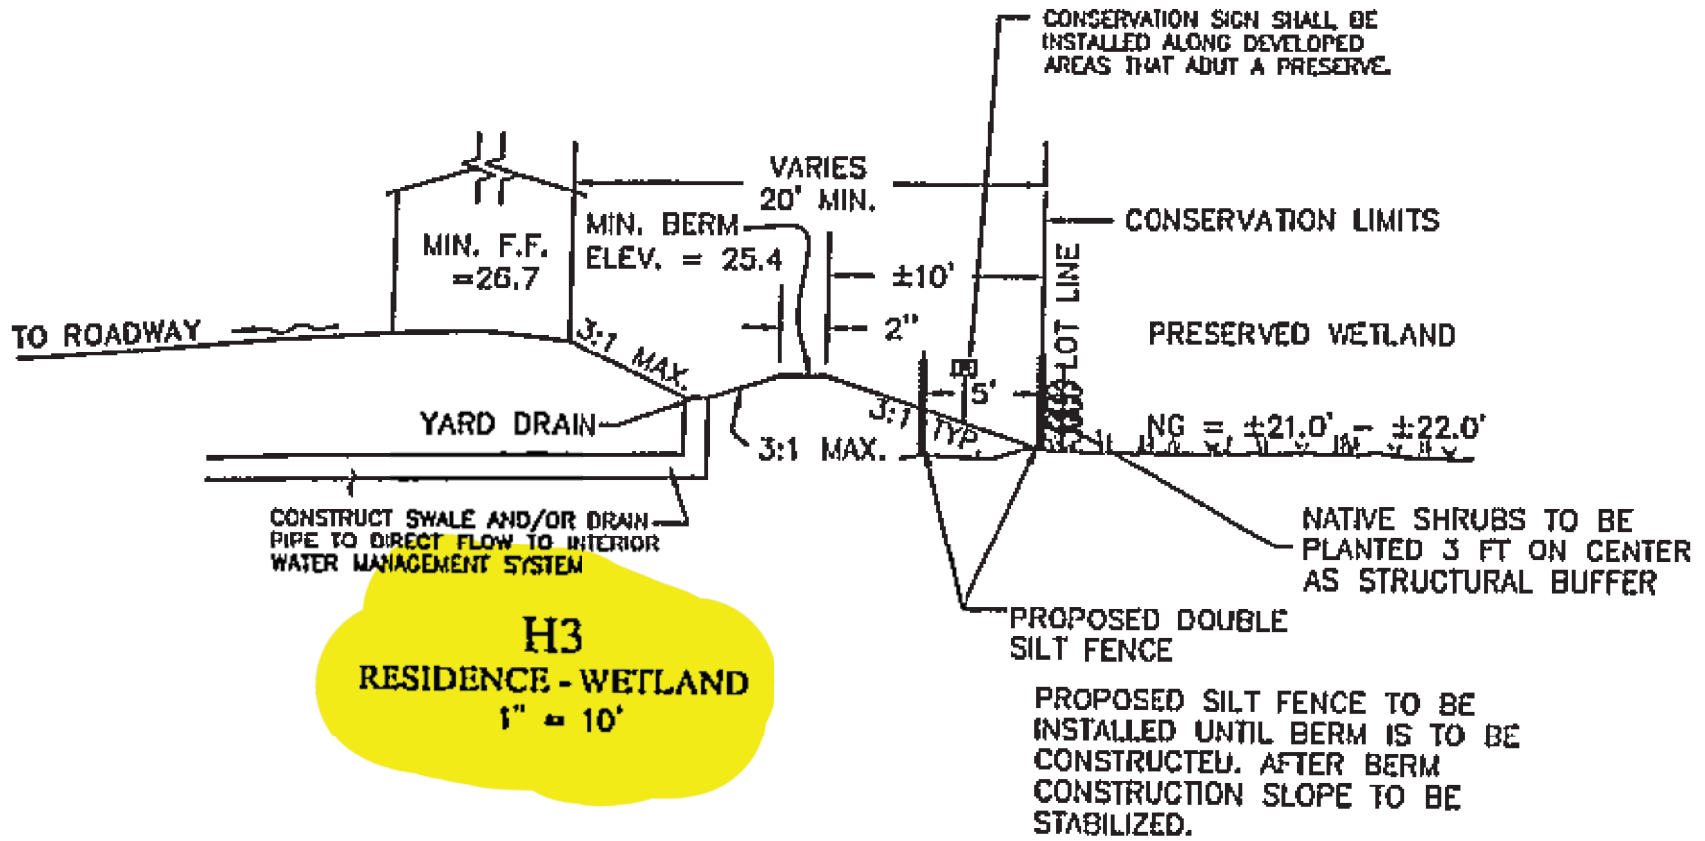 CONSERVATION SIGN SHALL BE
INSTALLED ALONG DEVELOPED
AREAS THAT ABUT A PRESERVE.
VARIES
20' MIN.
MIN. BERM
ELEV. = 25.4
MIN. F.F.
=26.7
±10'
2"
CONSERVATION LIMITS
LOT LINE
TO ROADWAY
3:1 MAX.
PRESERVED WETLAND
5'
3:1 TYP.
YARD DRAIN
3:1 MAX.
NG = ±21.0' - ±22.0'
CONSTRUCT SWALE AND/OR DRAIN
PIPE TO DIRECT FLOW TO INTERIOR
WATER MANAGEMENT SYSTEM
NATIVE SHRUBS TO BE
PLANTED 3 FT ON CENTER
AS STRUCTURAL BUFFER
PROPOSED DOUBLE
SILT FENCE
H3
RESIDENCE - WETLAND
1" = 10'
PROPOSED SILT FENCE TO BE
INSTALLED UNTIL BERM IS TO BE
CONSTRUCTED. AFTER BERM
CONSTRUCTION SLOPE TO BE
STABILIZED.